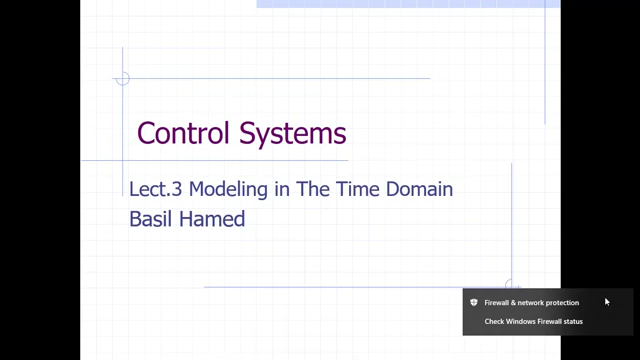 Control Systems
Lect.3 Modeling in The Time Domain
Basil Hamed
Firewall & network protection
Check Windows Firewall status